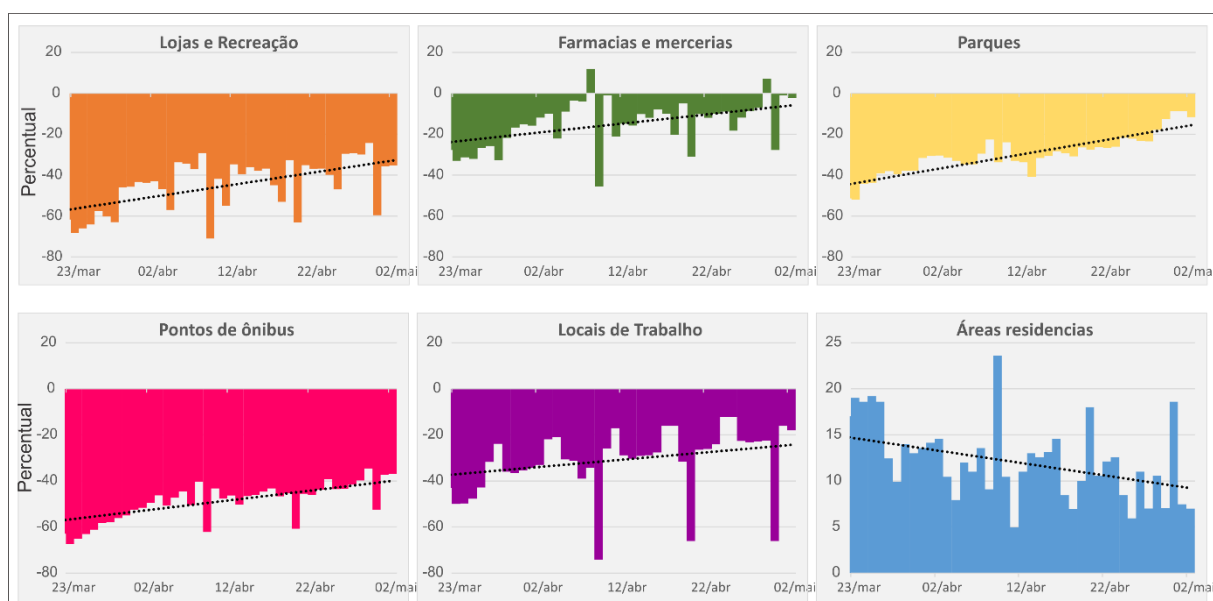 Lojas e Recreação
Percentual
20
0
-20
-40
-60
-80
23/mar 02/abr 12/abr 22/abr 02/mai
Farmacias e mercerias
20
0
-20
-40
-60
-80
23/mar 02/abr 12/abr 22/abr 02/mai
Parques
20
0
-20
-40
-60
-80
23/mar 02/abr 12/abr 22/abr 02/mai
Pontos de ônibus
Percentual
20
0
-20
-40
-60
-80
23/mar 02/abr 12/abr 22/abr 02/mai
Locais de Trabalho
20
0
-20
-40
-60
-80
23/mar 02/abr 12/abr 22/abr 02/mai
Áreas residencias
25
20
15
10
5
0
23/mar 02/abr 12/abr 22/abr 02/mai